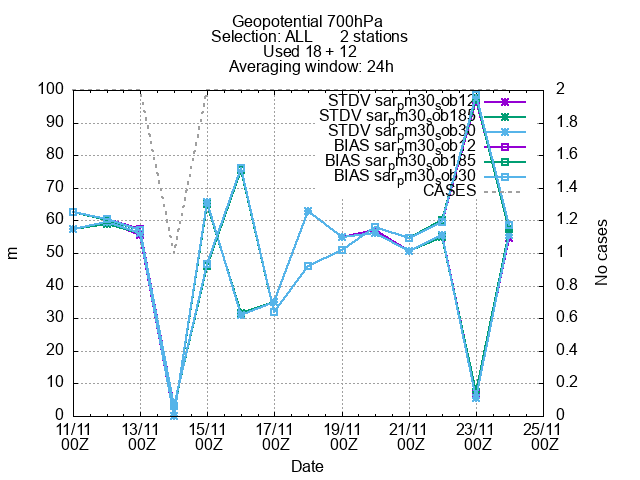 Geopotential 700hPa
Selection: ALL 2 stations
Used 18 + 12
Averaging window: 24h
100 2
STDV sar_pm30_sob12
90 1.8
STDV sar_pm30_sob185
STDV sar_pm30_sob30
80 1.6
BIAS sar_pm30_sob12
BIAS sar_pm30_sob185
BIAS sar_pm30_sob30
70 1.4
CASES
60 1.2
50 1
m No cases
40 0.8
30 0.6
20 0.4
10 0.2
0 0
11/11 13/11 15/11 17/11 19/11 21/11 23/11 25/11
00Z 00Z 00Z 00Z 00Z 00Z 00Z 00Z
Date